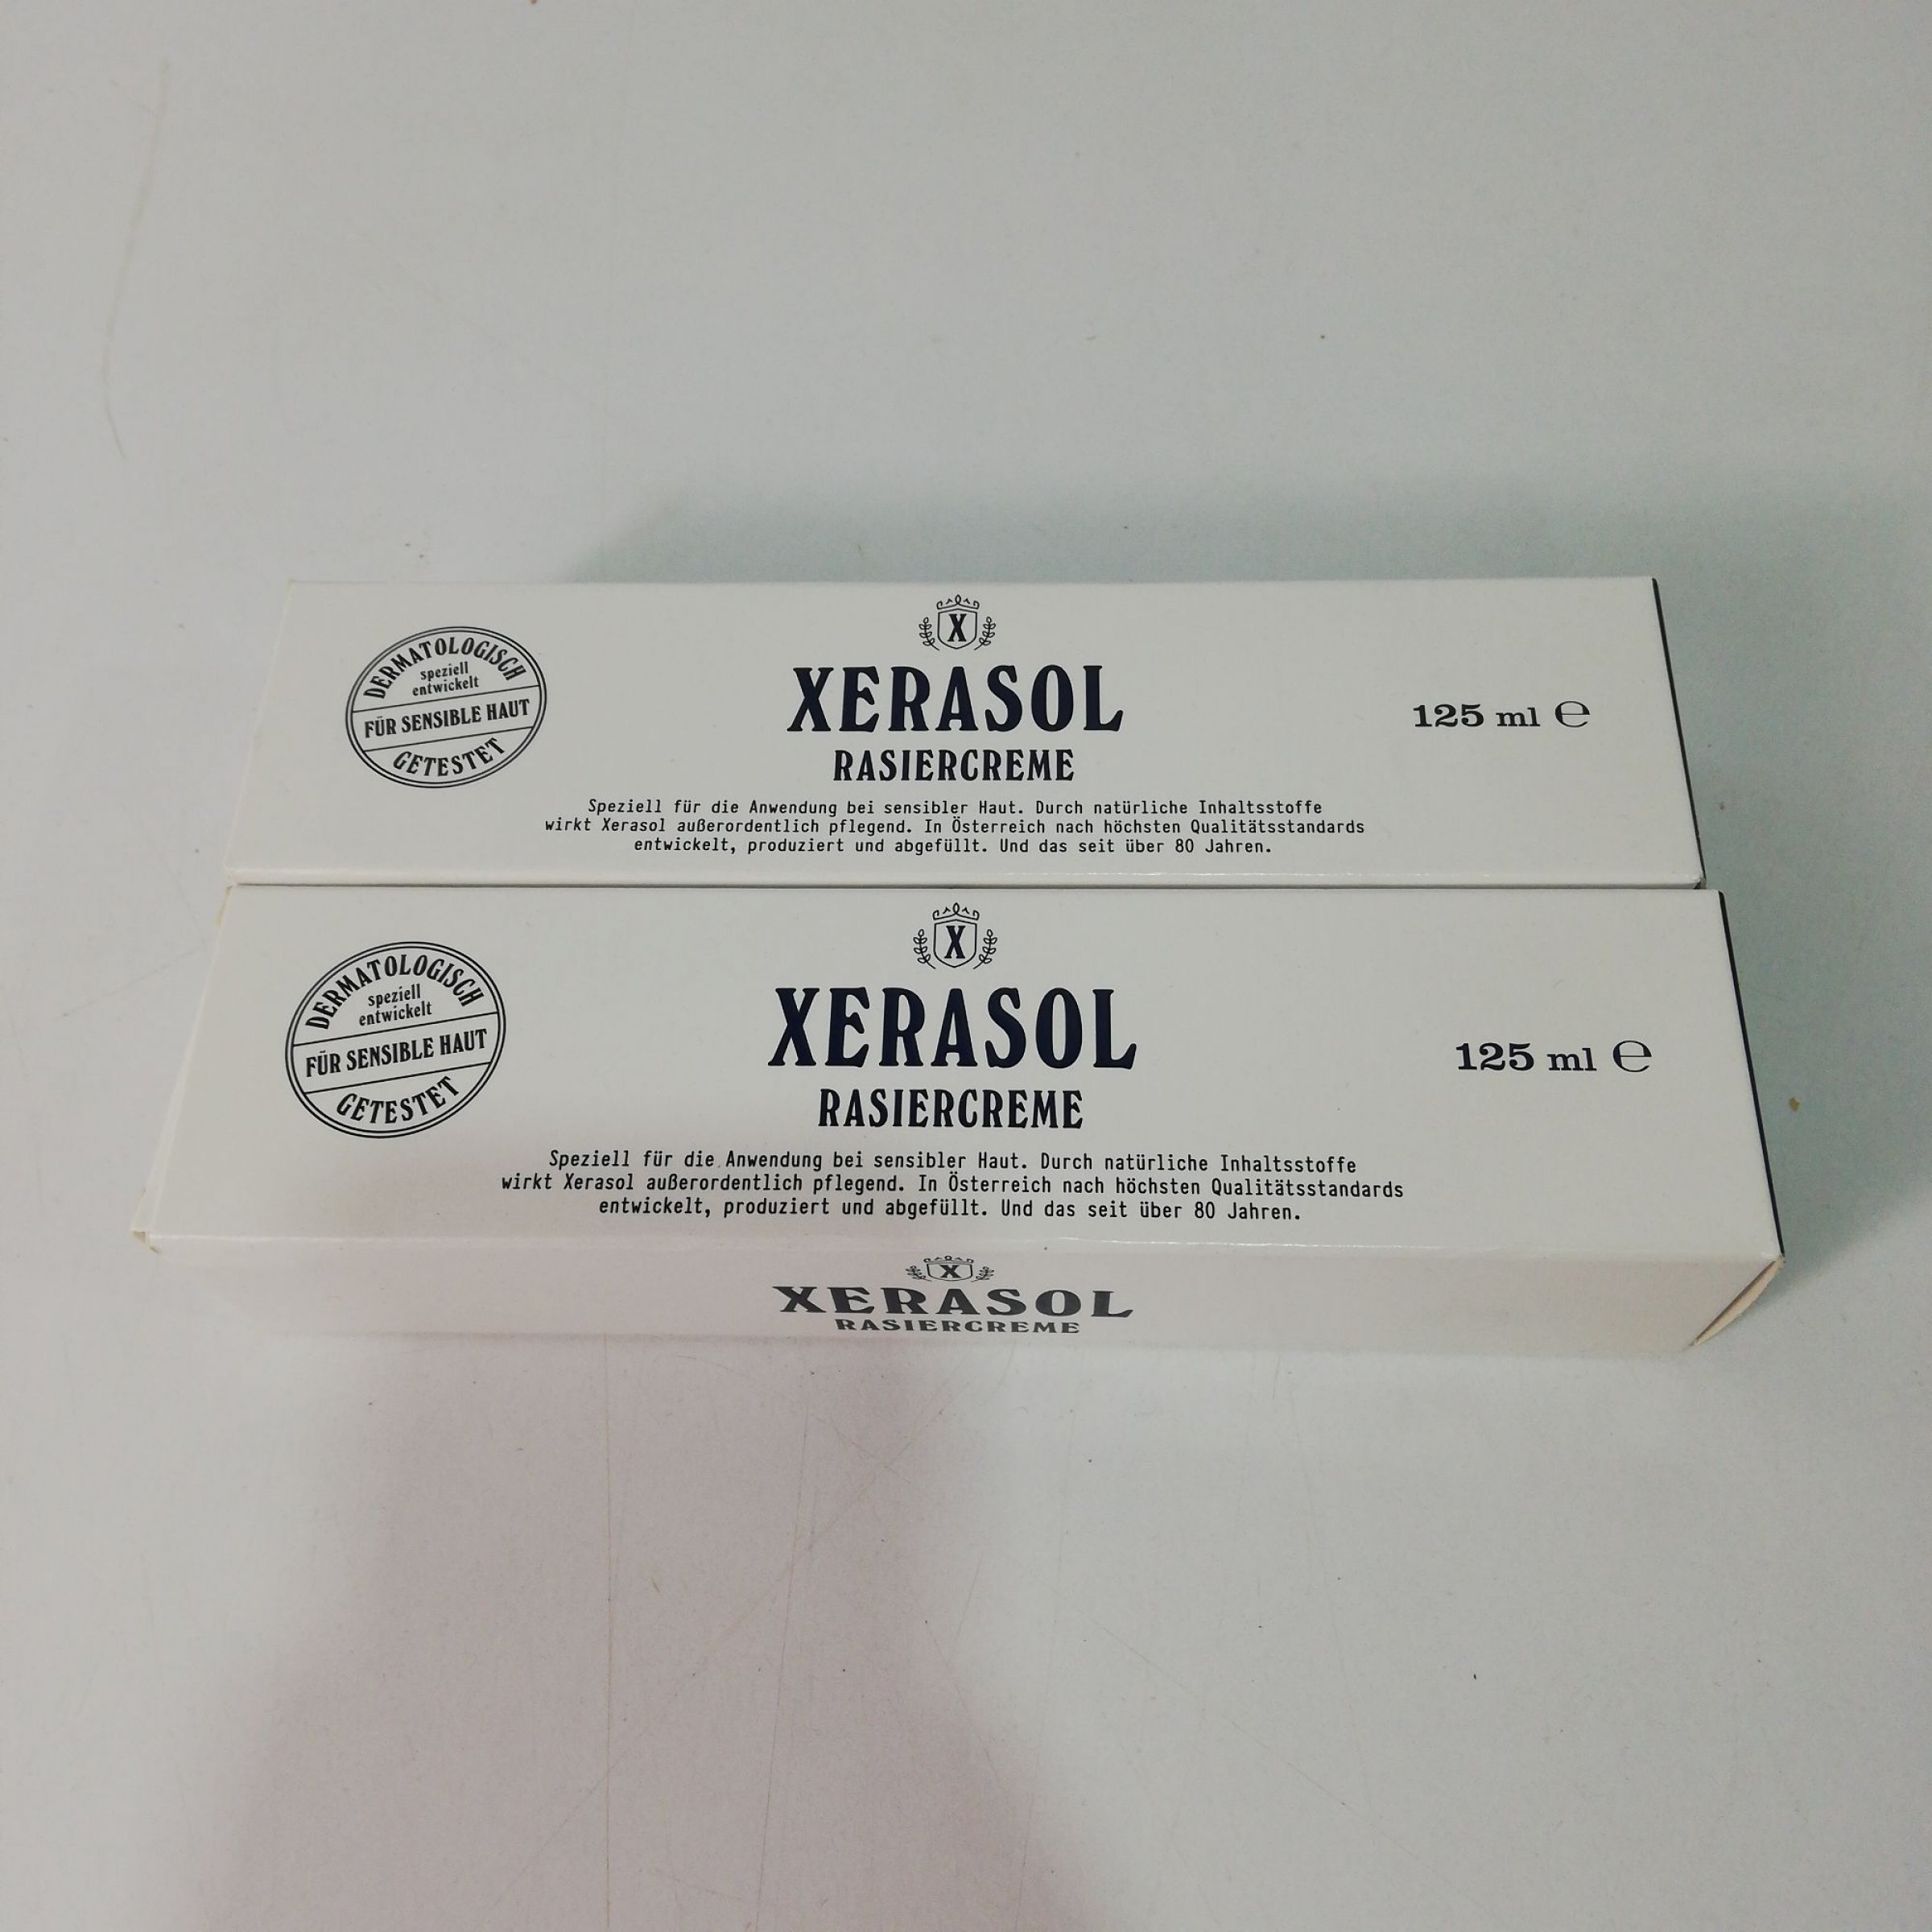 X
DERMATOLOGISCH
speziell
entwickelt
FÜR SENSIBLE HAUT
GETESTET
XERASOL
RASIERCREME
125 ml ℮
Speziell für die Anwendung bei sensibler Haut. Durch natürliche Inhaltsstoffe
wirkt Xerasol außerordentlich pflegend. In Österreich nach höchsten Qualitätsstandards
entwickelt, produziert und abgefüllt. Und das seit über 80 Jahren.
X
DERMATOLOGISCH
speziell
entwickelt
FÜR SENSIBLE HAUT
GETESTET
XERASOL
RASIERCREME
125 ml ℮
Speziell für die Anwendung bei sensibler Haut. Durch natürliche Inhaltsstoffe
wirkt Xerasol außerordentlich pflegend. In Österreich nach höchsten Qualitätsstandards
entwickelt, produziert und abgefüllt. Und das seit über 80 Jahren.
X
XERASOL
RASIERCREME